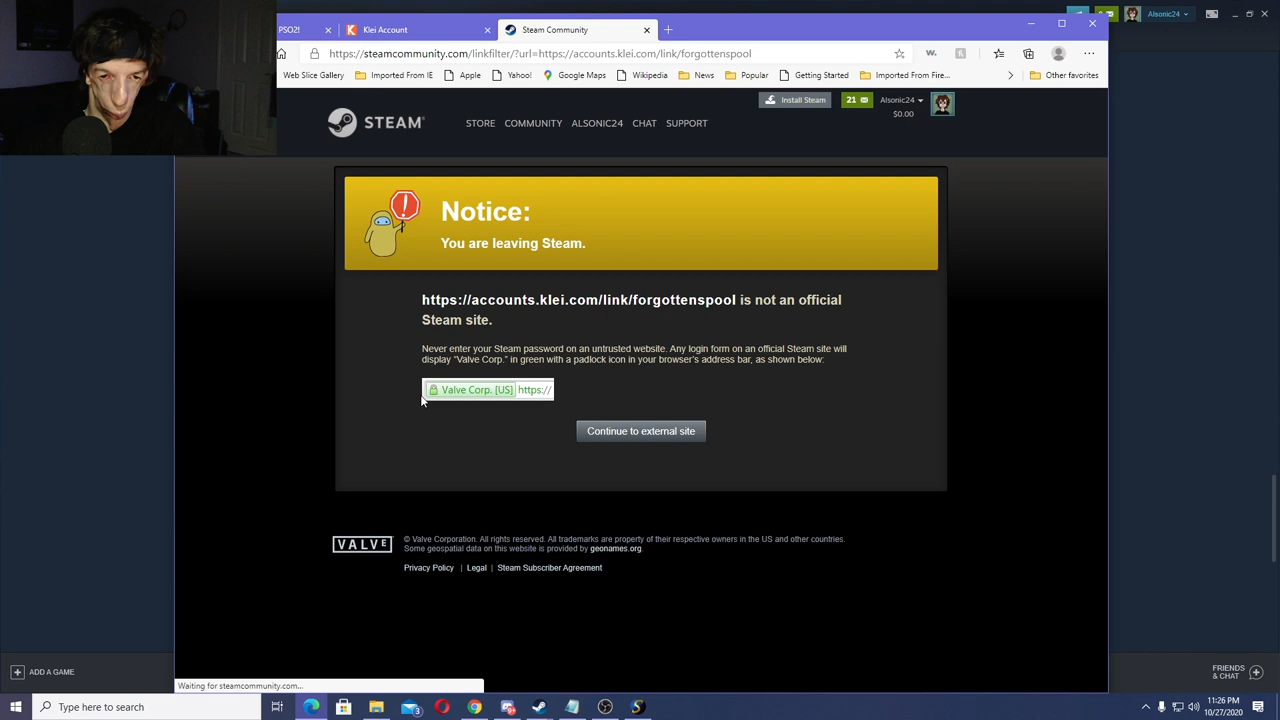 PSO2!
Klei Account
Steam Community
Alsonic24
https://steamcommunity.com/linkfilter/?url=https://accounts.klei.com/link/forgottenspool
Web Slice Gallery
Imported From IE
Apple
Yahoo!
Google Maps
Wikipedia
News
Popular
Getting Started
Imported From Fire...
Other favorites
Install Steam
21
Alsonic24
$0.00
STEAM
STORE
COMMUNITY
ALSONIC24
CHAT
SUPPORT
Notice:
You are leaving Steam.
https://accounts.klei.com/link/forgottenspool is not an official
Steam site.
Never enter your Steam password on an untrusted website. Any login form on an official Steam site will
display "Valve Corp." in green with a padlock icon in your browser's address bar, as shown below:
Valve Corp. [US] https://
Continue to external site
VALVE
© Valve Corporation. All rights reserved. All trademarks are property of their respective owners in the US and other countries.
Some geospatial data on this website is provided by geonames.org.
Privacy Policy | Legal | Steam Subscriber Agreement
ADD A GAME
FRIENDS
& CHAT
Waiting for steamcommunity.com...
Type here to search
3
9+
11:26 PM
10/27/2020